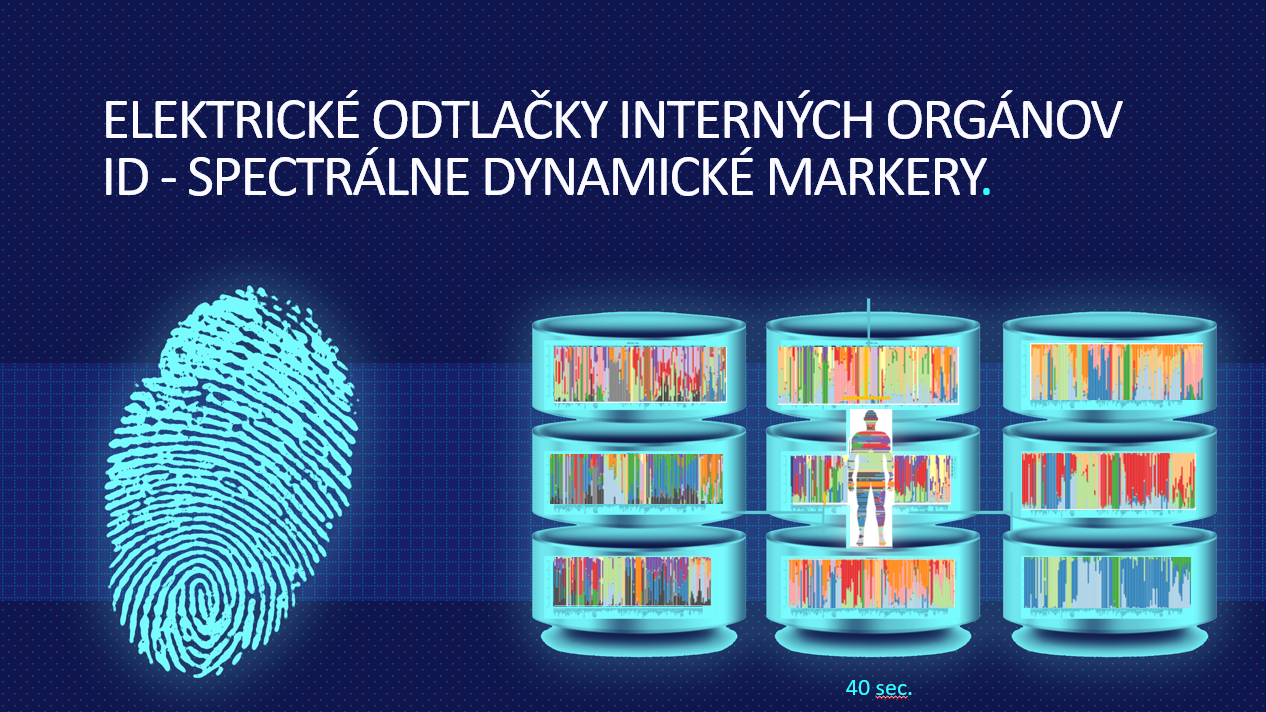 ELEKTRICKÉ ODTLAČKY INTERNÝCH ORGÁNOV
ID - SPECTRÁLNE DYNAMICKÉ MARKERY.
40 sec.